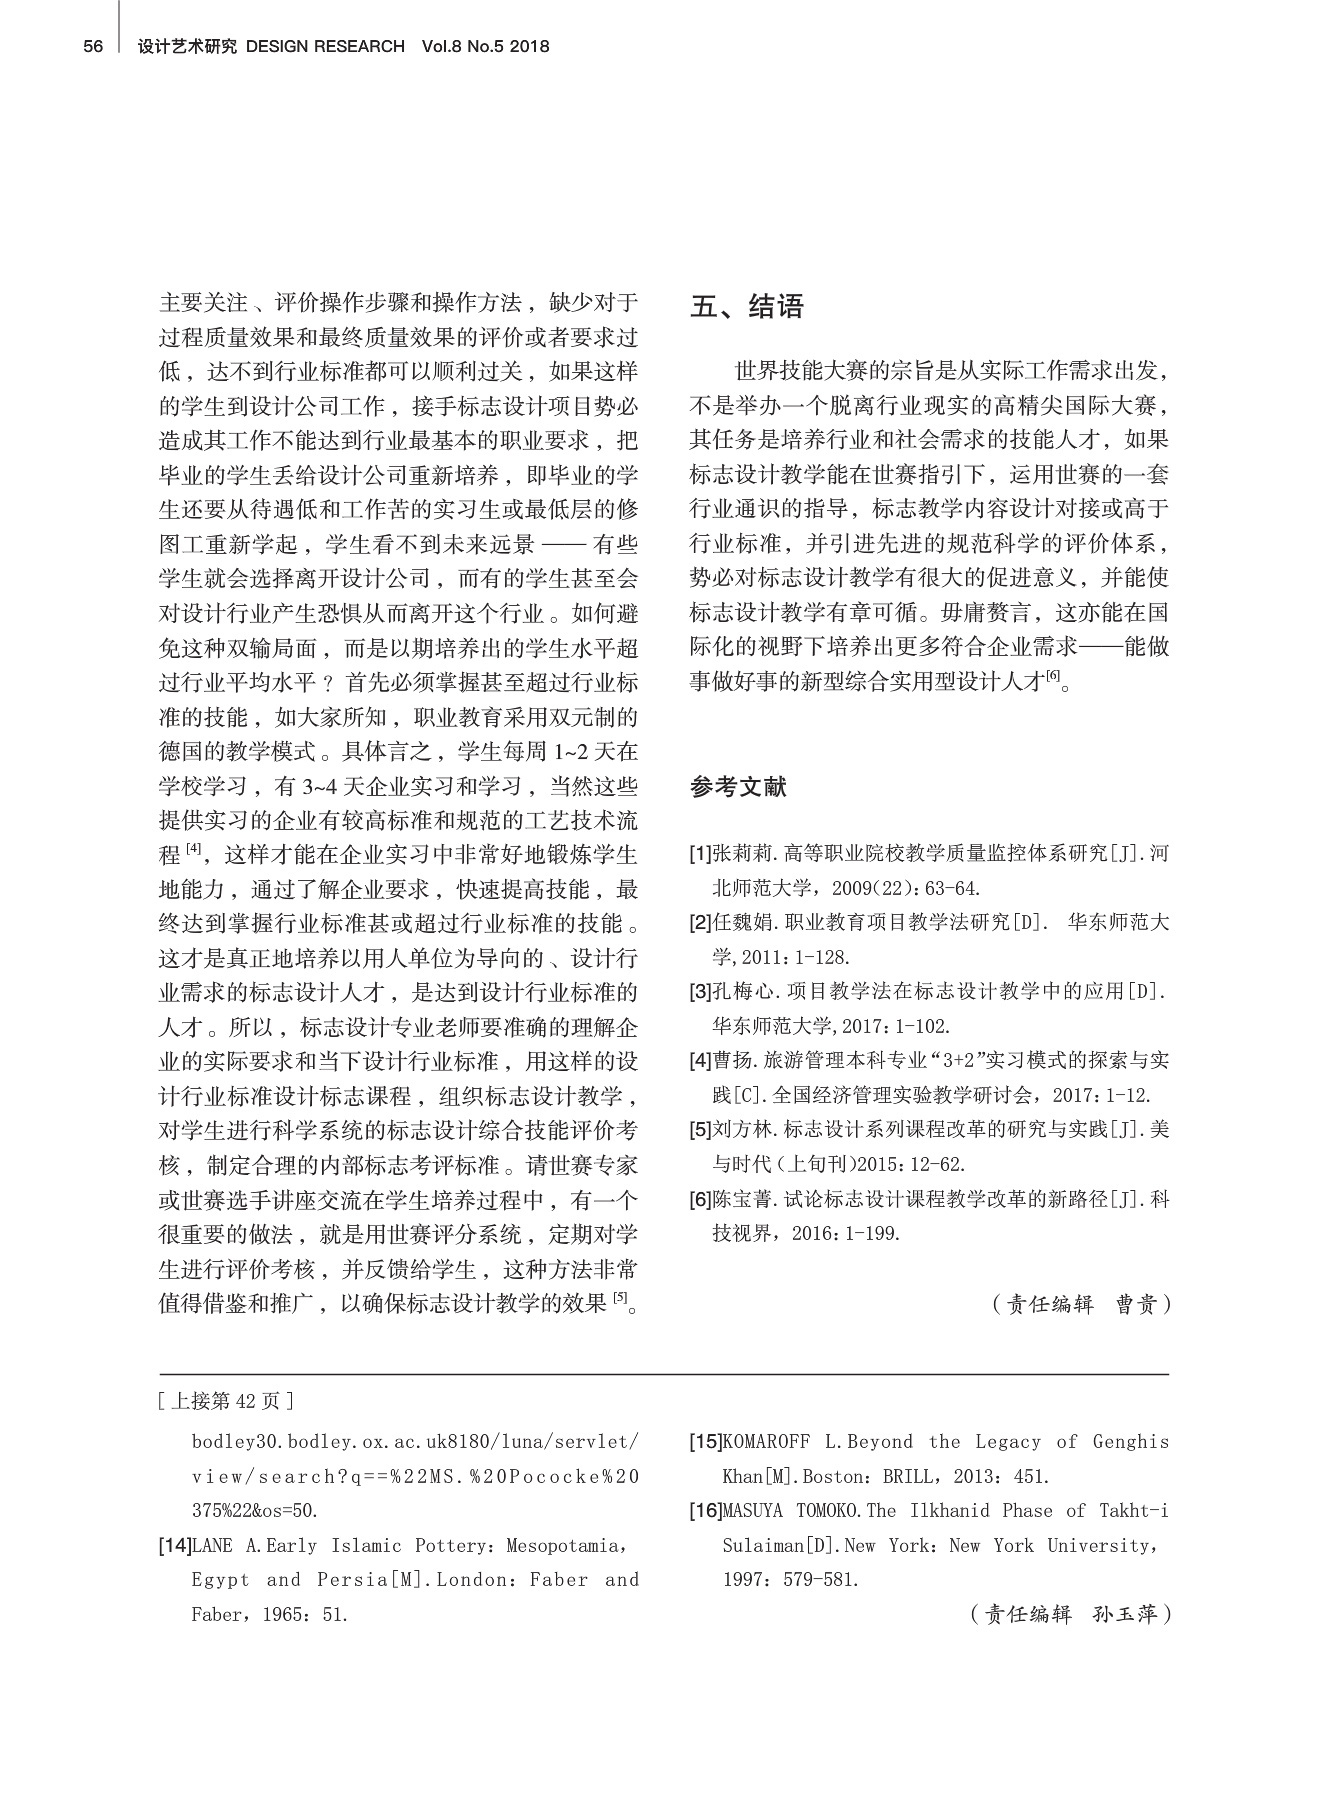 56 设计艺术研究 DESIGN RESEARCH Vol.8 No.5 2018
主要关注 、评价操作步骤和操作方法 ，缺少对于
过程质量效果和最终质量效果的评价或者要求过
低 ，达不到行业标准都可以顺利过关 ，如果这样
的学生到设计公司工作 ，接手标志设计项目势必
造成其工作不能达到行业最基本的职业要求 ，把
毕业的学生丢给设计公司重新培养 ，即毕业的学
生还要从待遇低和工作苦的实习生或最低层的修
图工重新学起 ，学生看不到未来远景 —— 有些
学生就会选择离开设计公司 ，而有的学生甚至会
对设计行业产生恐惧从而离开这个行业 。如何避
免这种双输局面 ，而是以期培养出的学生水平超
过行业平均水平 ？首先必须掌握甚至超过行业标
准的技能 ，如大家所知 ，职业教育采用双元制的
德国的教学模式 。具体言之 ，学生每周 1~2 天在
学校学习 ，有 3~4 天企业实习和学习 ，当然这些
提供实习的企业有较高标准和规范的工艺技术流
程 [4]，这样才能在企业实习中非常好地锻炼学生
地能力 ，通过了解企业要求 ，快速提高技能 ，最
终达到掌握行业标准甚或超过行业标准的技能 。
这才是真正地培养以用人单位为导向的 、设计行
业需求的标志设计人才 ，是达到设计行业标准的
人才 。所以 ，标志设计专业老师要准确的理解企
业的实际要求和当下设计行业标准 ，用这样的设
计行业标准设计标志课程 ，组织标志设计教学 ，
对学生进行科学系统的标志设计综合技能评价考
核 ，制定合理的内部标志考评标准 。请世赛专家
或世赛选手讲座交流在学生培养过程中 ，有一个
很重要的做法 ，就是用世赛评分系统 ，定期对学
生进行评价考核 ，并反馈给学生 ，这种方法非常
值得借鉴和推广 ，以确保标志设计教学的效果 [5]。
五、结语
世界技能大赛的宗旨是从实际工作需求出发，
不是举办一个脱离行业现实的高精尖国际大赛，
其任务是培养行业和社会需求的技能人才，如果
标志设计教学能在世赛指引下，运用世赛的一套
行业通识的指导，标志教学内容设计对接或高于
行业标准，并引进先进的规范科学的评价体系，
势必对标志设计教学有很大的促进意义，并能使
标志设计教学有章可循。毋庸赘言，这亦能在国
际化的视野下培养出更多符合企业需求——能做
事做好事的新型综合实用型设计人才[6]。
参考文献
[1]张莉莉.高等职业院校教学质量监控体系研究[J].河
北师范大学，2009(22)：63-64.
[2]任魏娟.职业教育项目教学法研究[D]. 华东师范大
学,2011：1-128.
[3]孔梅心.项目教学法在标志设计教学中的应用[D].
华东师范大学,2017：1-102.
[4]曹扬.旅游管理本科专业“3+2”实习模式的探索与实
践[C].全国经济管理实验教学研讨会，2017：1-12.
[5]刘方林.标志设计系列课程改革的研究与实践[J].美
与时代（上旬刊)2015：12-62.
[6]陈宝菁.试论标志设计课程教学改革的新路径[J].科
技视界，2016：1-199.
（责任编辑 曹贵）
[ 上接第 42 页 ]
bodley30.bodley.ox.ac.uk8180/luna/servlet/
view/search?q==%22MS.%20Pococke%20
375%22&os=50.
[14]LANE A.Early Islamic Pottery：Mesopotamia，
Egypt and Persia[M].London：Faber and
Faber，1965：51.
[15]KOMAROFF L.Beyond the Legacy of Genghis
Khan[M].Boston：BRILL，2013：451.
[16]MASUYA TOMOKO.The Ilkhanid Phase of Takht-i
Sulaiman[D].New York：New York University，
1997：579-581.
（责任编辑 孙玉萍）